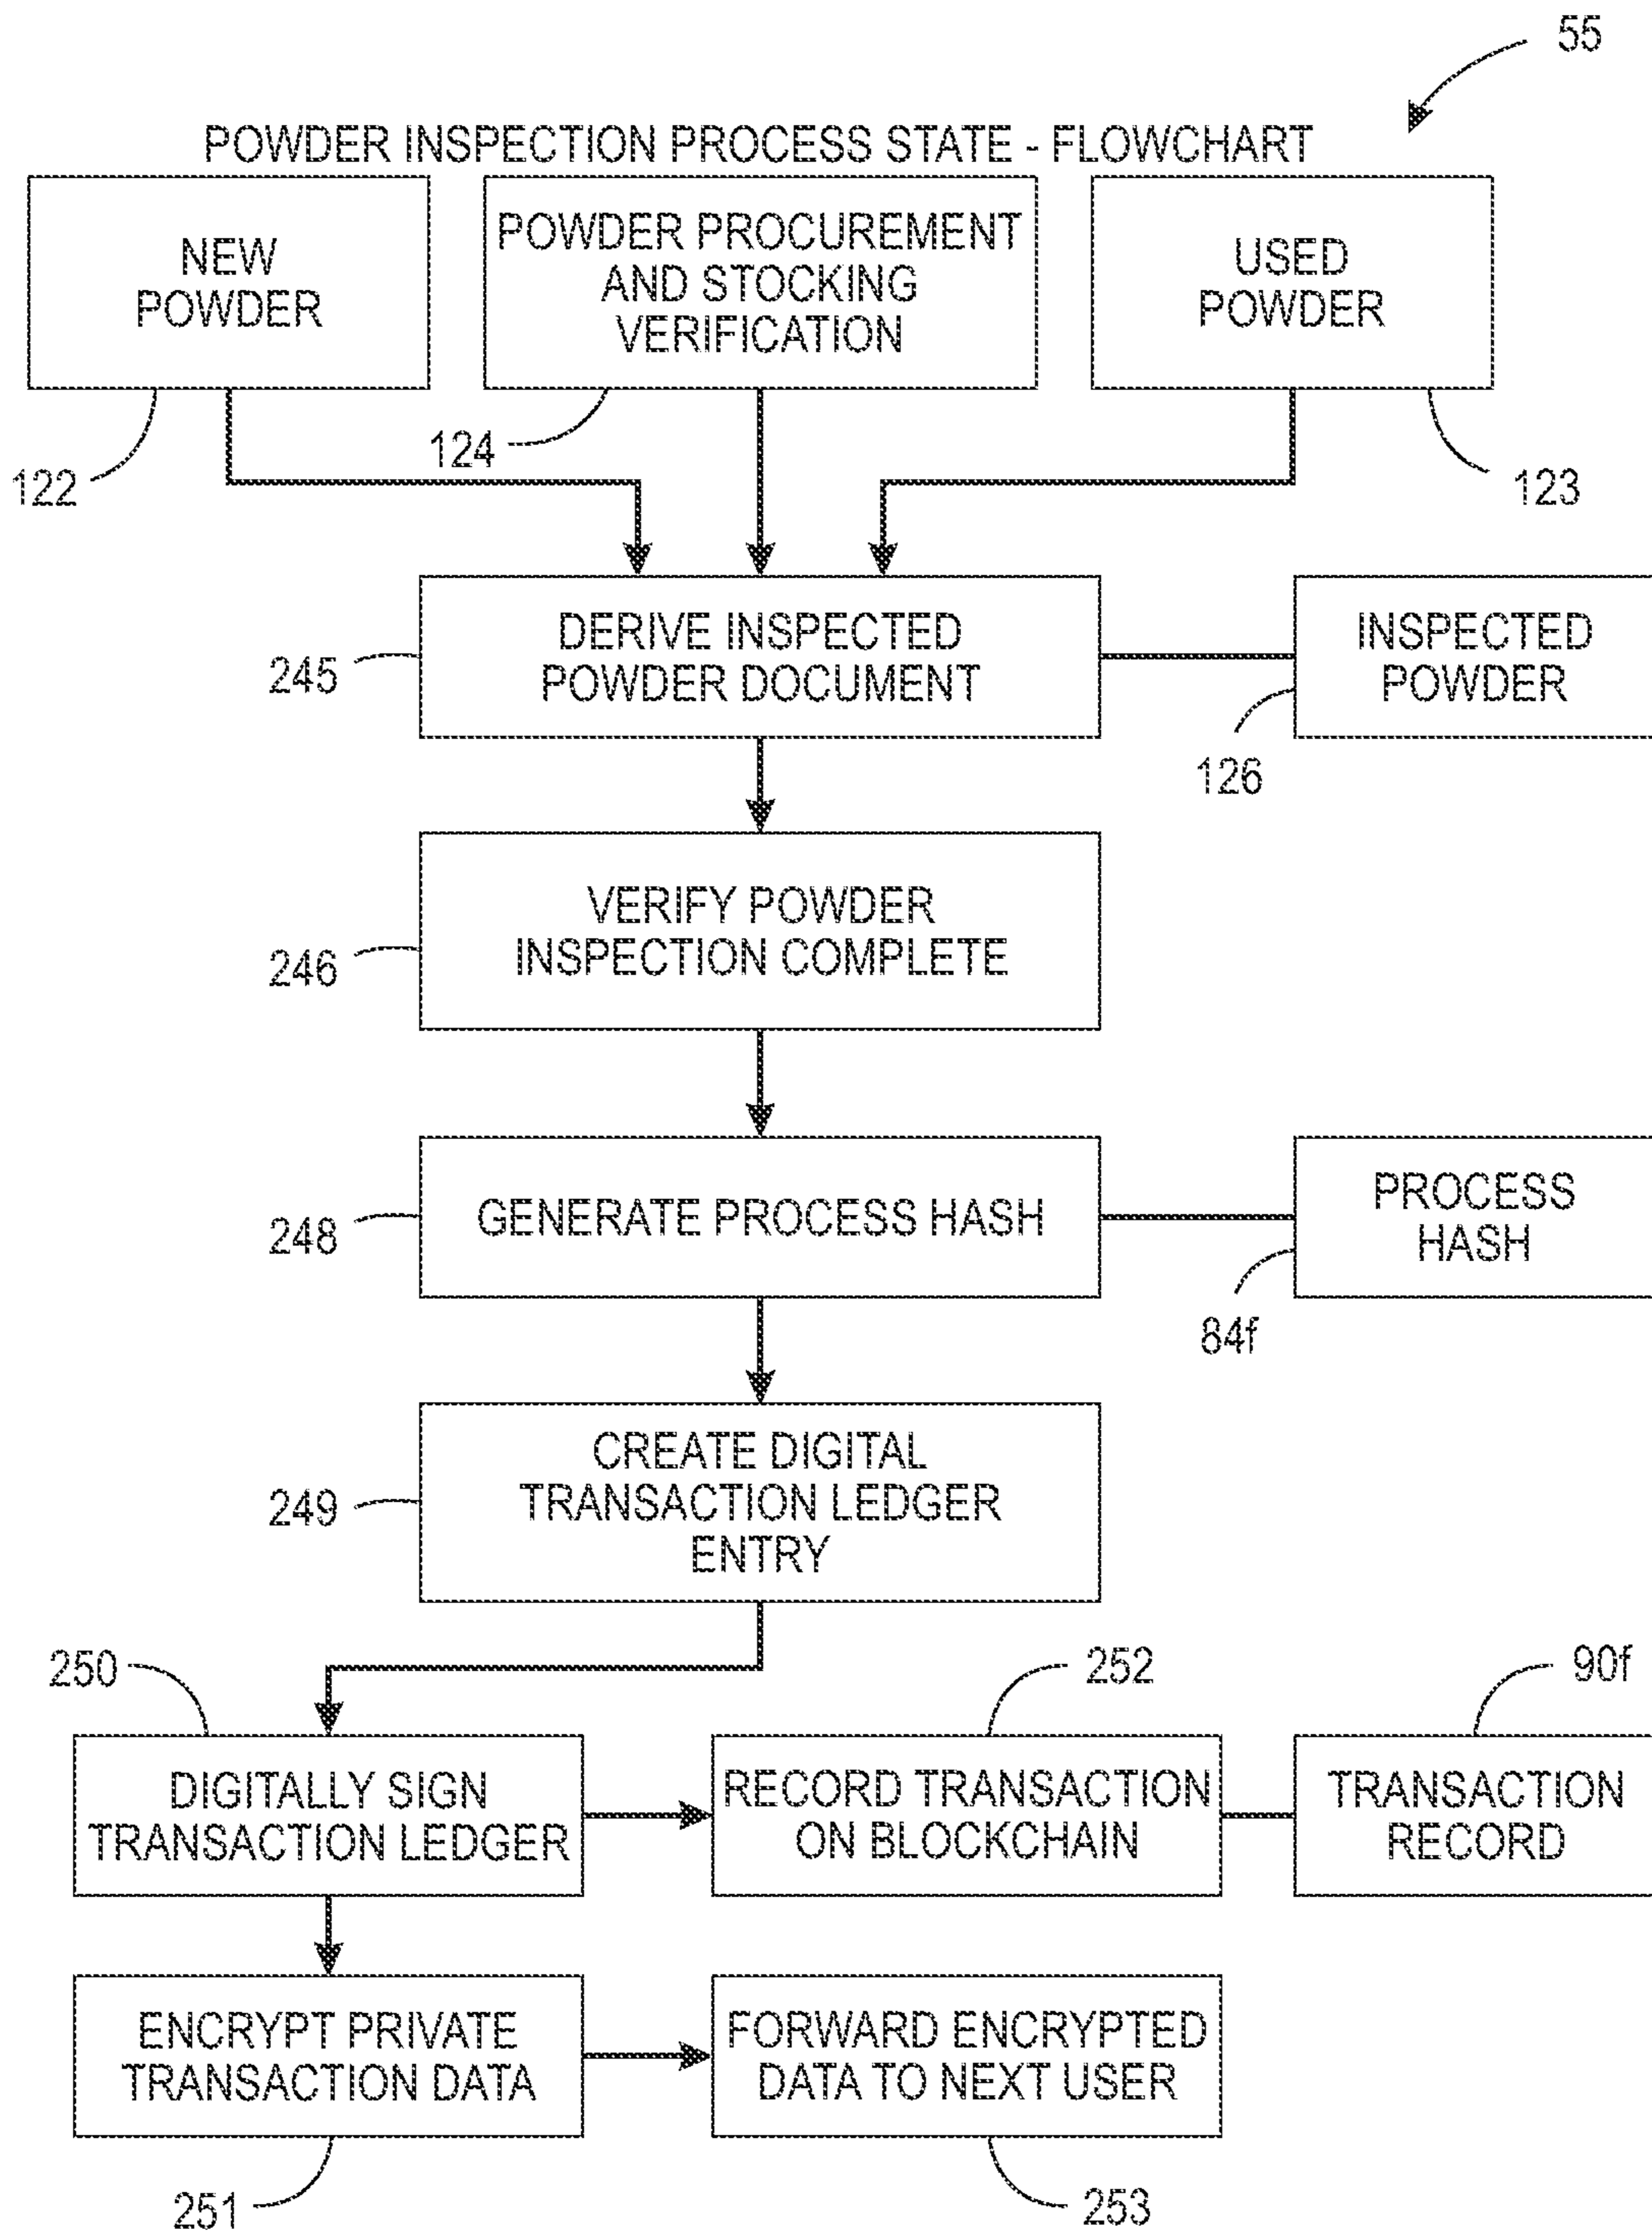 55
POWDER INSPECTION PROCESS STATE - FLOWCHART
NEW
POWDER
POWDER PROCUREMENT
AND STOCKING
VERIFICATION
USED
POWDER
122
124
123
DERIVE INSPECTED
POWDER DOCUMENT
245
INSPECTED
POWDER
126
VERIFY POWDER
INSPECTION COMPLETE
246
GENERATE PROCESS HASH
248
PROCESS
HASH
84f
CREATE DIGITAL
TRANSACTION LEDGER
ENTRY
249
250
252
90f
DIGITALLY SIGN
TRANSACTION LEDGER
RECORD TRANSACTION
ON BLOCKCHAIN
TRANSACTION
RECORD
ENCRYPT PRIVATE
TRANSACTION DATA
FORWARD ENCRYPTED
DATA TO NEXT USER
251
253